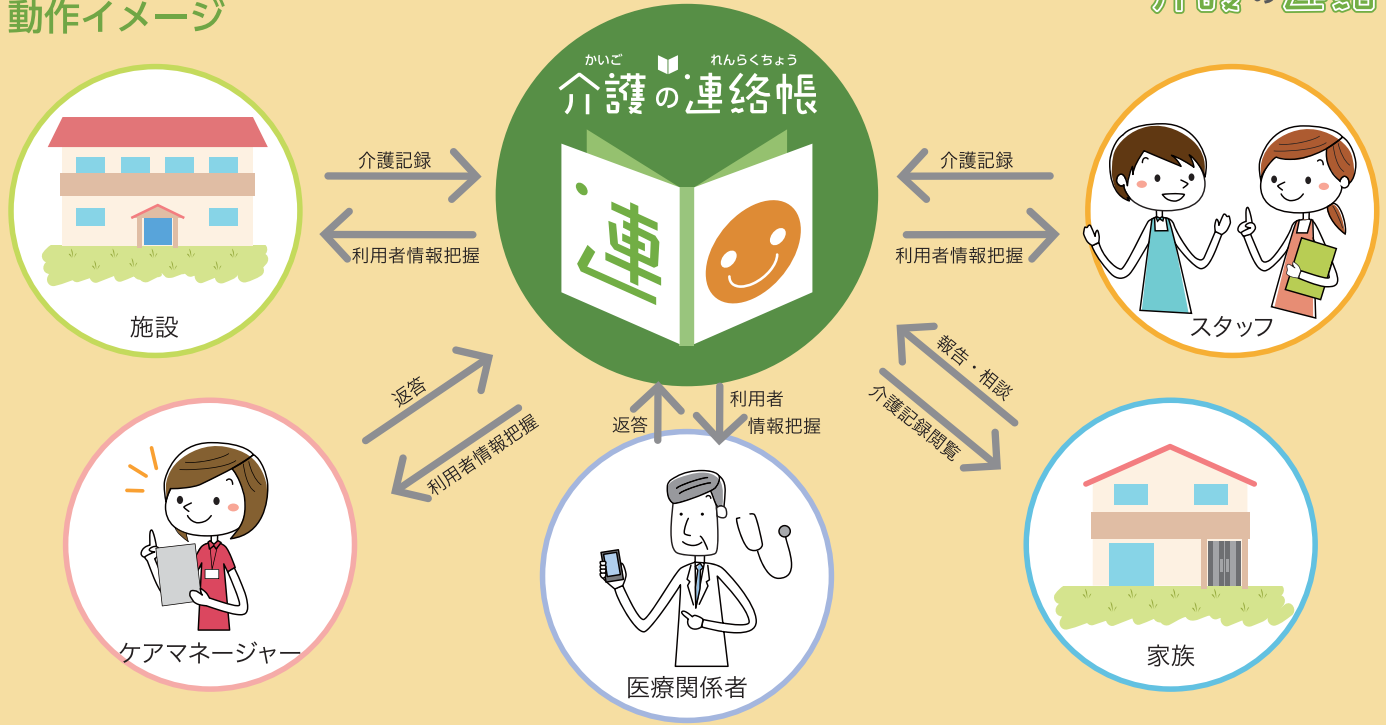 動作イメージ
かいご れんらくちょう
介護の連絡帳
連
介護記録
利用者情報把握
施設
介護記録
利用者情報把握
スタッフ
返答
利用者情報把握
ケアマネージャー
返答
利用者
情報把握
医療関係者
報告・相談
介護記録閲覧
家族